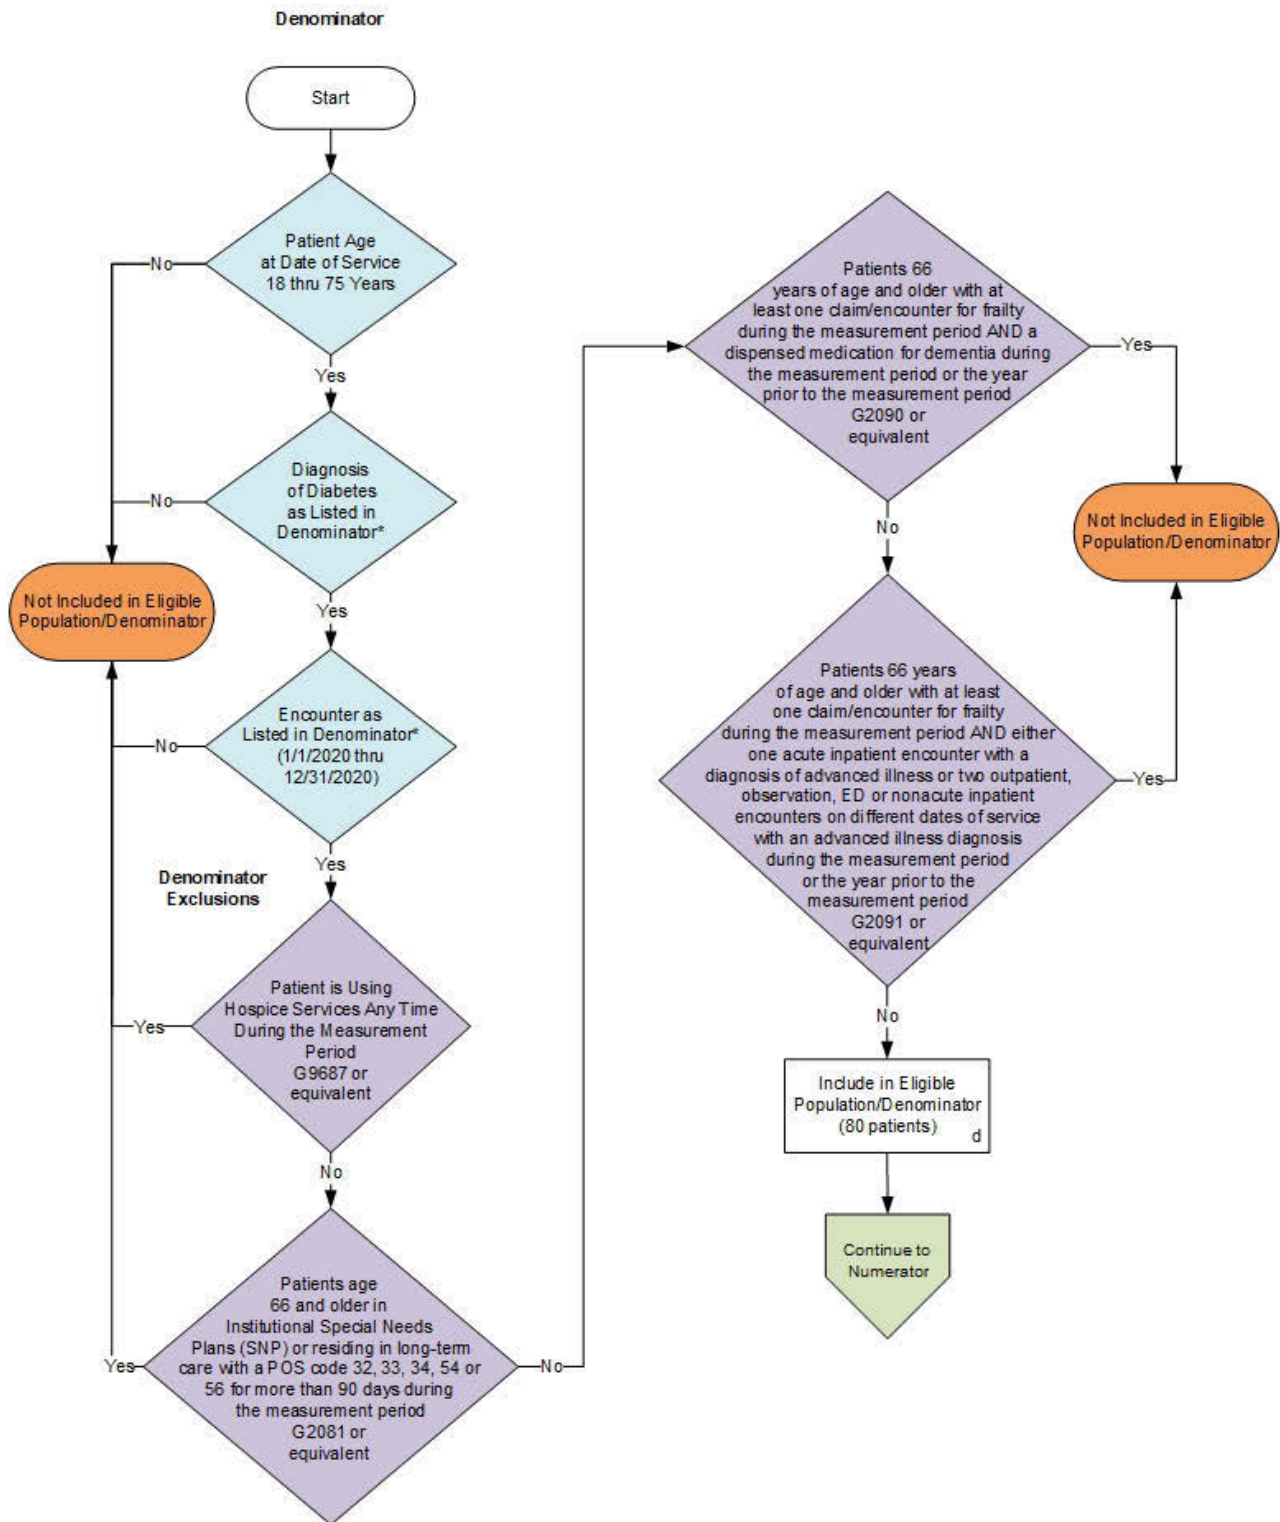 Denominator
Start
Patient Age
at Date of Service
18 thru 75 Years
No
Yes
Diagnosis
of Diabetes
as Listed in
Denominator*
No
Yes
Not Included in Eligible
Population/Denominator
Encounter as
Listed in Denominator*
(1/1/2020 thru
12/31/2020)
No
Yes
Denominator
Exclusions
Patient is Using
Hospice Services Any Time
During the Measurement
Period
G9687 or
equivalent
Yes
No
Patients age
66 and older in
Institutional Special Needs
Plans (SNP) or residing in long-term
care with a POS code 32, 33, 34, 54 or
56 for more than 90 days during
the measurement period
G2081 or
equivalent
Yes
No
Patients 66
years of age and older with at
least one claim/encounter for frailty
during the measurement period AND a
dispensed medication for dementia during
the measurement period or the year
prior to the measurement period
G2090 or
equivalent
Yes
No
Not Included in Eligible
Population/Denominator
Patients 66 years
of age and older with at least
one claim/encounter for frailty
during the measurement period AND either
one acute inpatient encounter with a
diagnosis of advanced illness or two outpatient,
observation, ED or nonacute inpatient
encounters on different dates of service
with an advanced illness diagnosis
during the measurement period
or the year prior to the
measurement period
G2091 or
equivalent
Yes
No
Include in Eligible
Population/Denominator
(80 patients)
d
Continue to
Numerator